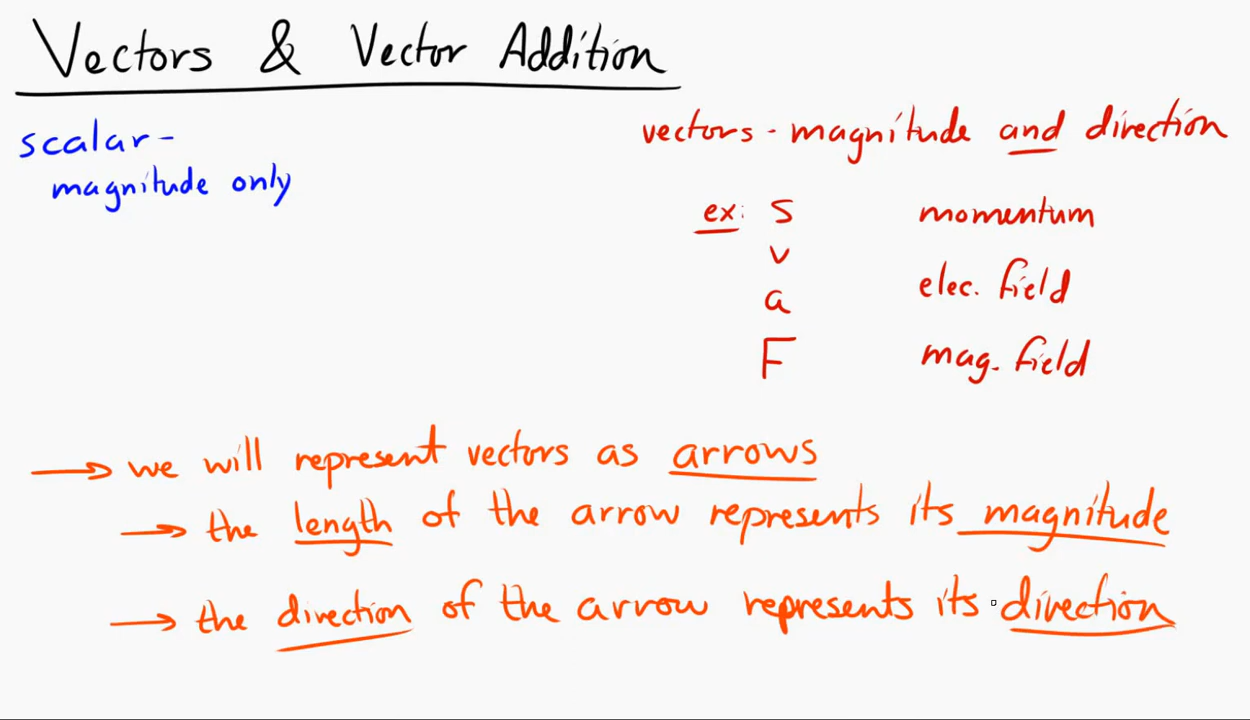 Vectors & Vector Addition
scalar-
magnitude only
vectors - magnitude and direction
ex: s momentum
v
a elec. field
F mag. field
→ we will represent vectors as arrows
→ the length of the arrow represents its magnitude
→ the direction of the arrow represents its direction